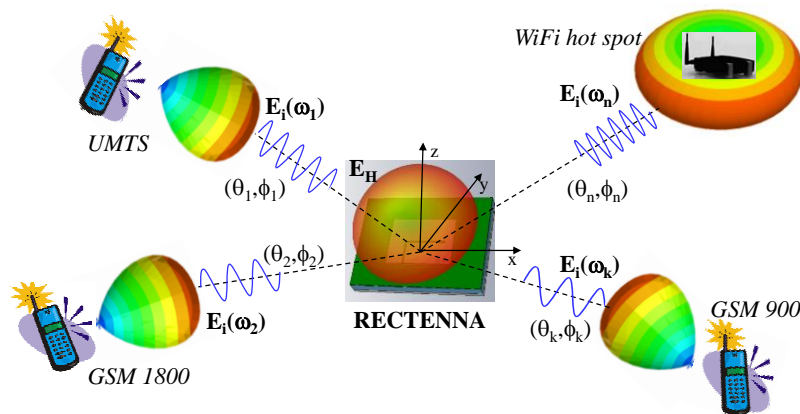 WiFi hot spot
UMTS
E_i(ω_1)
E_i(ω_n)
z
E_H
y
(θ_1,ϕ_1)
(θ_n,ϕ_n)
(θ_2,ϕ_2)
x
E_i(ω_k)
E_i(ω_2)
RECTENNA
(θ_k,ϕ_k)
GSM 900
GSM 1800